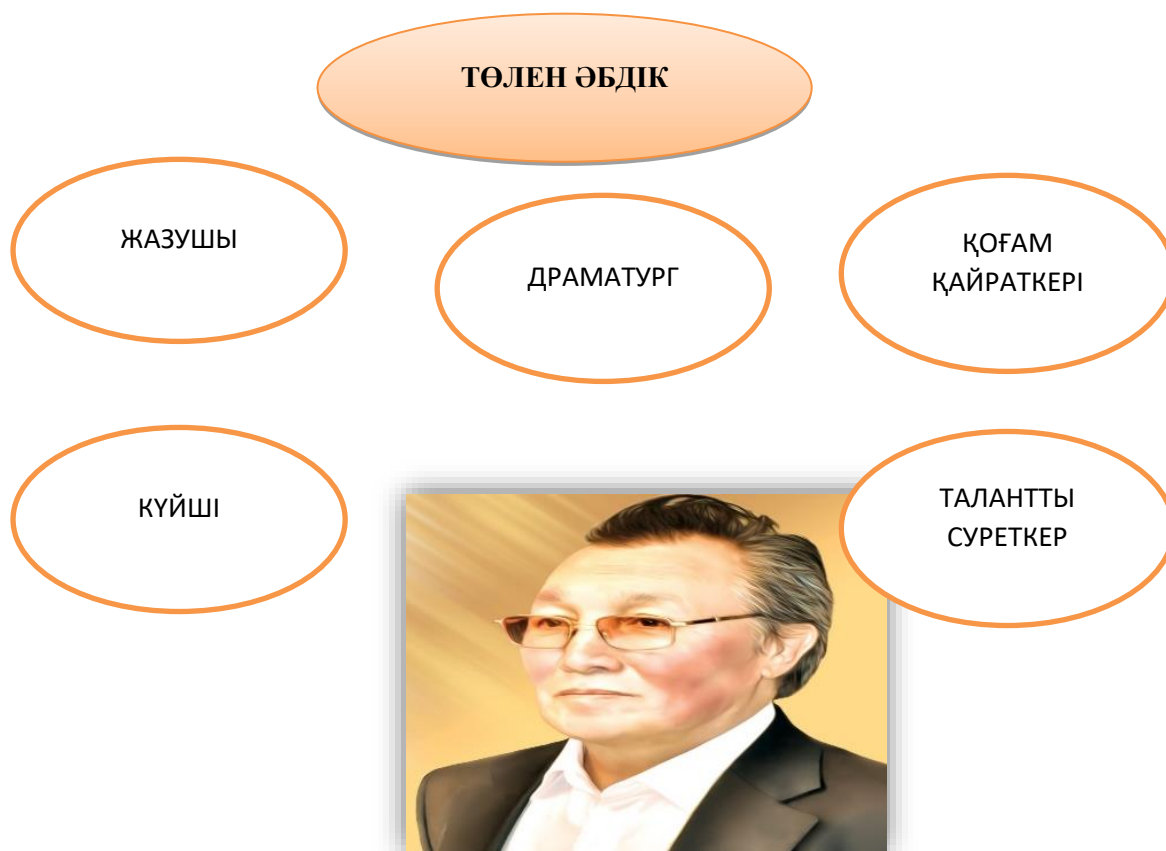 ТӨЛЕН ӘБДІК
ЖАЗУШЫ
ДРАМАТУРГ
ҚОҒАМ
ҚАЙРАТКЕРІ
КҮЙШІ
ТАЛАНТТЫ
СУРЕТКЕР